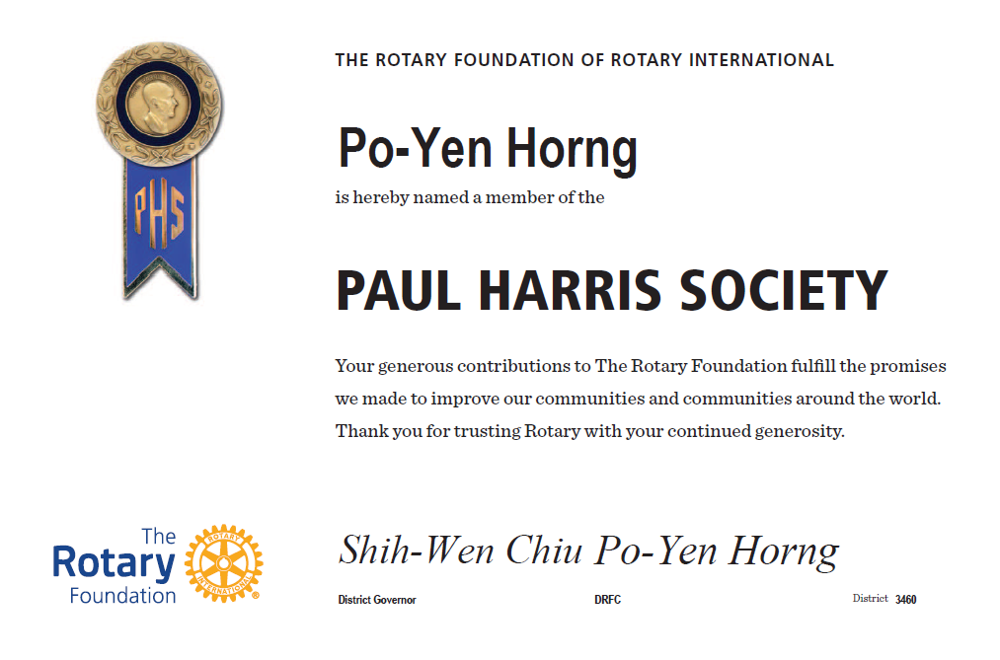 THE ROTARY FOUNDATION OF ROTARY INTERNATIONAL
Po-Yen Horng
is hereby named a member of the
PHS
PAUL HARRIS SOCIETY
Your generous contributions to The Rotary Foundation fulfill the promises
we made to improve our communities and communities around the world.
Thank you for trusting Rotary with your continued generosity.
The
Rotary
Foundation
ROTARY
INTERNATIONAL
®
Shih-Wen Chiu Po-Yen Horng
District Governor DRFC District 3460